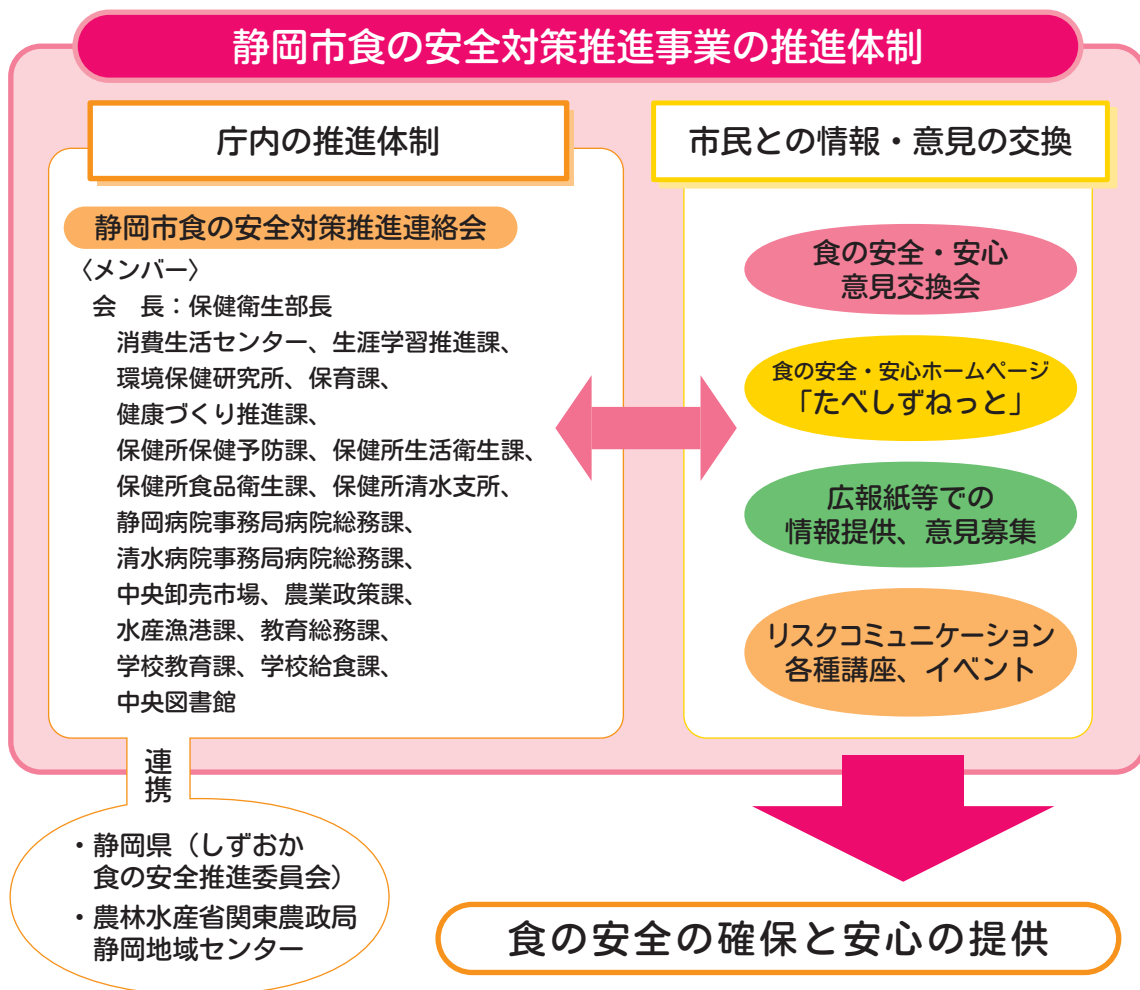 静岡市食の安全対策推進事業の推進体制
庁内の推進体制
静岡市食の安全対策推進連絡会
〈メンバー〉
会　長：保健衛生部長
消費生活センター、生涯学習推進課、
環境保健研究所、保育課、
健康づくり推進課、
保健所保健予防課、保健所生活衛生課、
保健所食品衛生課、保健所清水支所、
静岡病院事務局病院総務課、
清水病院事務局病院総務課、
中央卸売市場、農業政策課、
水産漁港課、教育総務課、
学校教育課、学校給食課、
中央図書館
市民との情報・意見の交換
食の安全・安心
意見交換会
食の安全・安心ホームページ
「たべしずねっと」
広報紙等での
情報提供、意見募集
リスクコミュニケーション
各種講座、イベント
連携
・静岡県（しずおか
食の安全推進委員会）
・農林水産省関東農政局
静岡地域センター
食の安全の確保と安心の提供